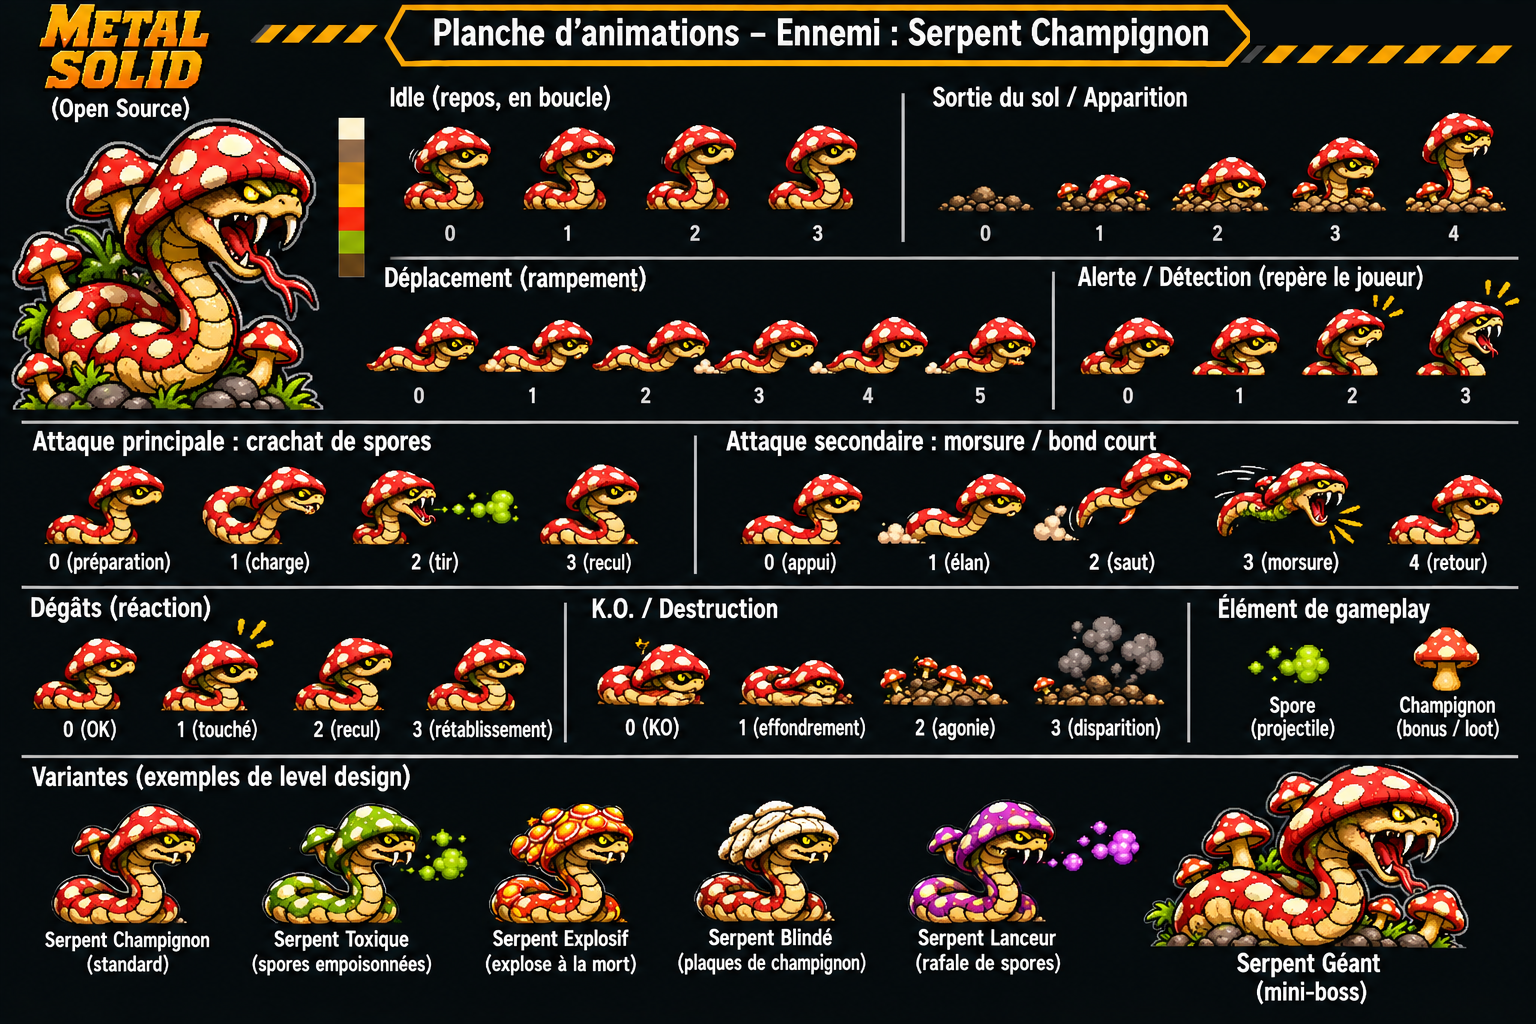 METAL
SOLID
(Open Source)
Planche d'animations – Ennemi : Serpent Champignon
Idle (repos, en boucle)
0 1 2 3
Sortie du sol / Apparition
0 1 2 3 4
Déplacement (rampement)
0 1 2 3 4 5
Alerte / Détection (repère le joueur)
0 1 2 3
Attaque principale : crachat de spores
0 (préparation) 1 (charge) 2 (tir) 3 (recul)
Attaque secondaire : morsure / bond court
0 (appui) 1 (élan) 2 (saut) 3 (morsure) 4 (retour)
Dégâts (réaction)
0 (OK) 1 (touché) 2 (recul) 3 (rétablissement)
K.O. / Destruction
0 (KO) 1 (effondrement) 2 (agonie) 3 (disparition)
Élément de gameplay
Spore
(projectile)
Champignon
(bonus / loot)
Variantes (exemples de level design)
Serpent Champignon
(standard)
Serpent Toxique
(spores empoisonnées)
Serpent Explosif
(explose à la mort)
Serpent Blindé
(plaques de champignon)
Serpent Lanceur
(rafale de spores)
Serpent Géant
(mini-boss)